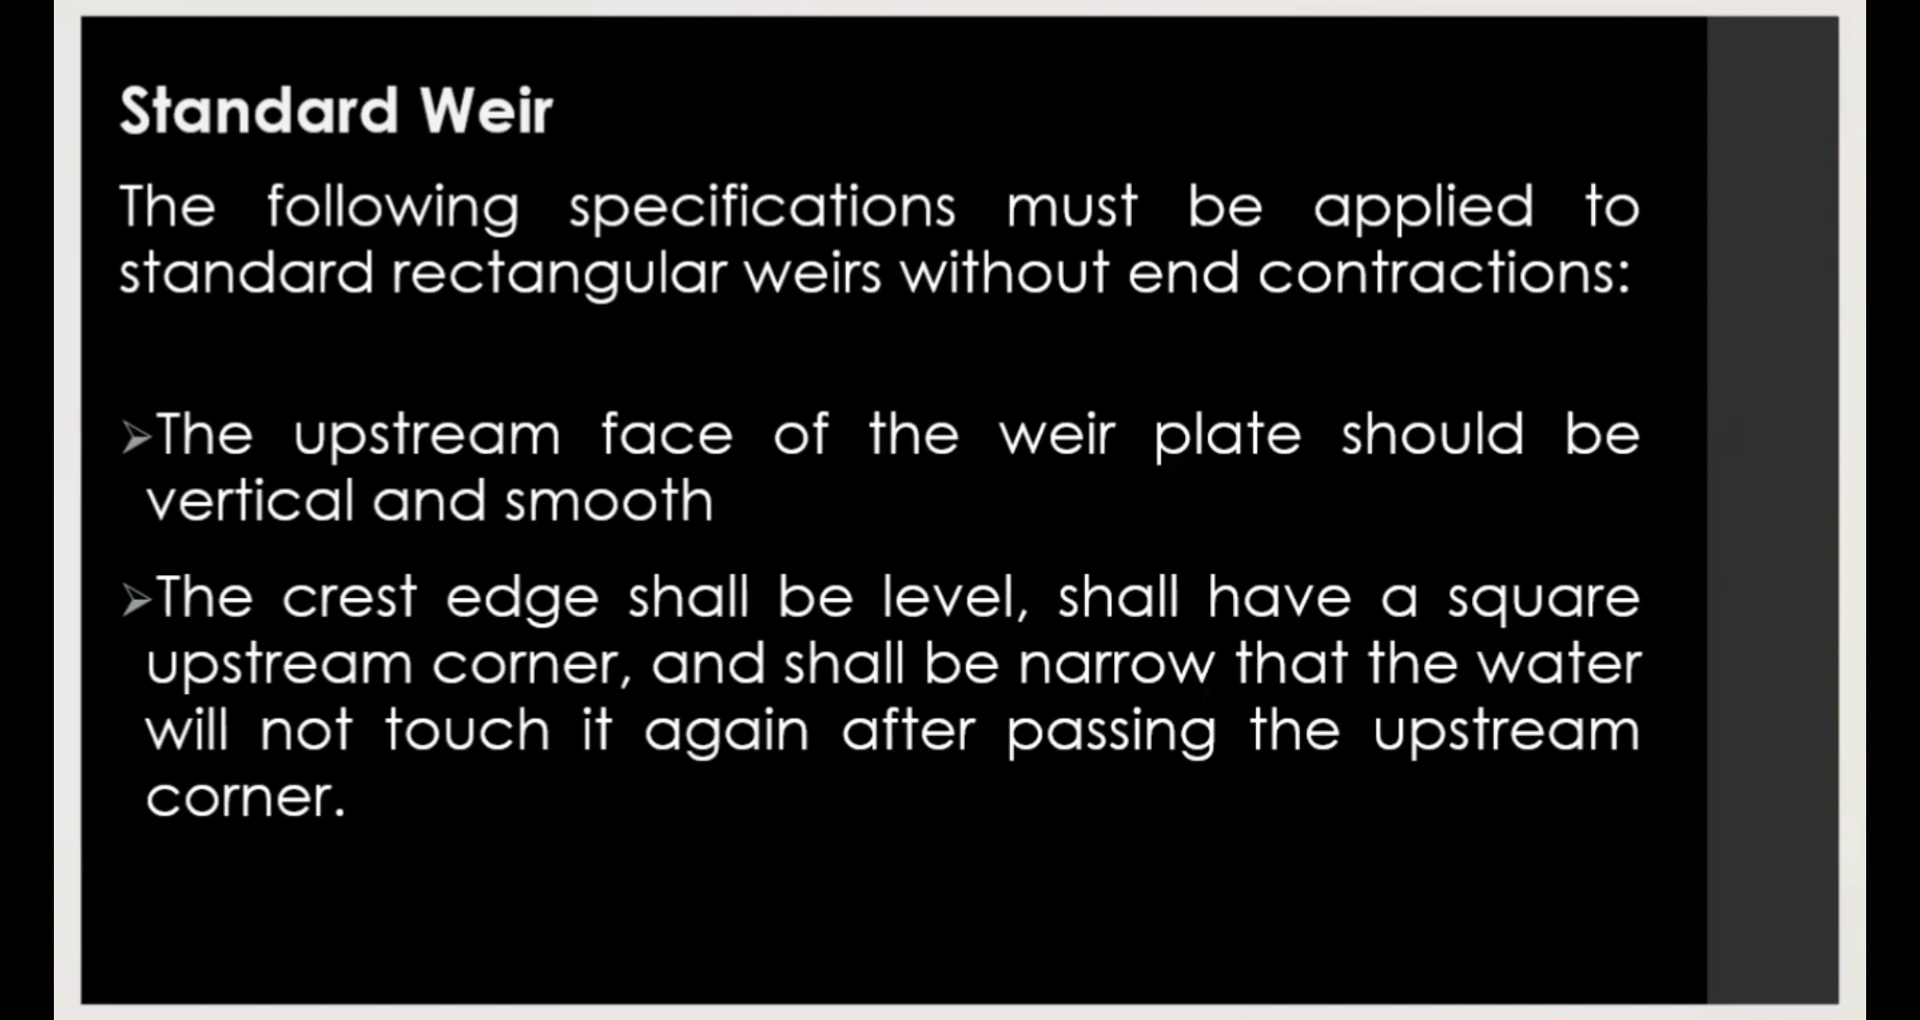 Standard Weir
The following specifications must be applied to
standard rectangular weirs without end contractions:
➢The upstream face of the weir plate should be
vertical and smooth
➢The crest edge shall be level, shall have a square
upstream corner, and shall be narrow that the water
will not touch it again after passing the upstream
corner.